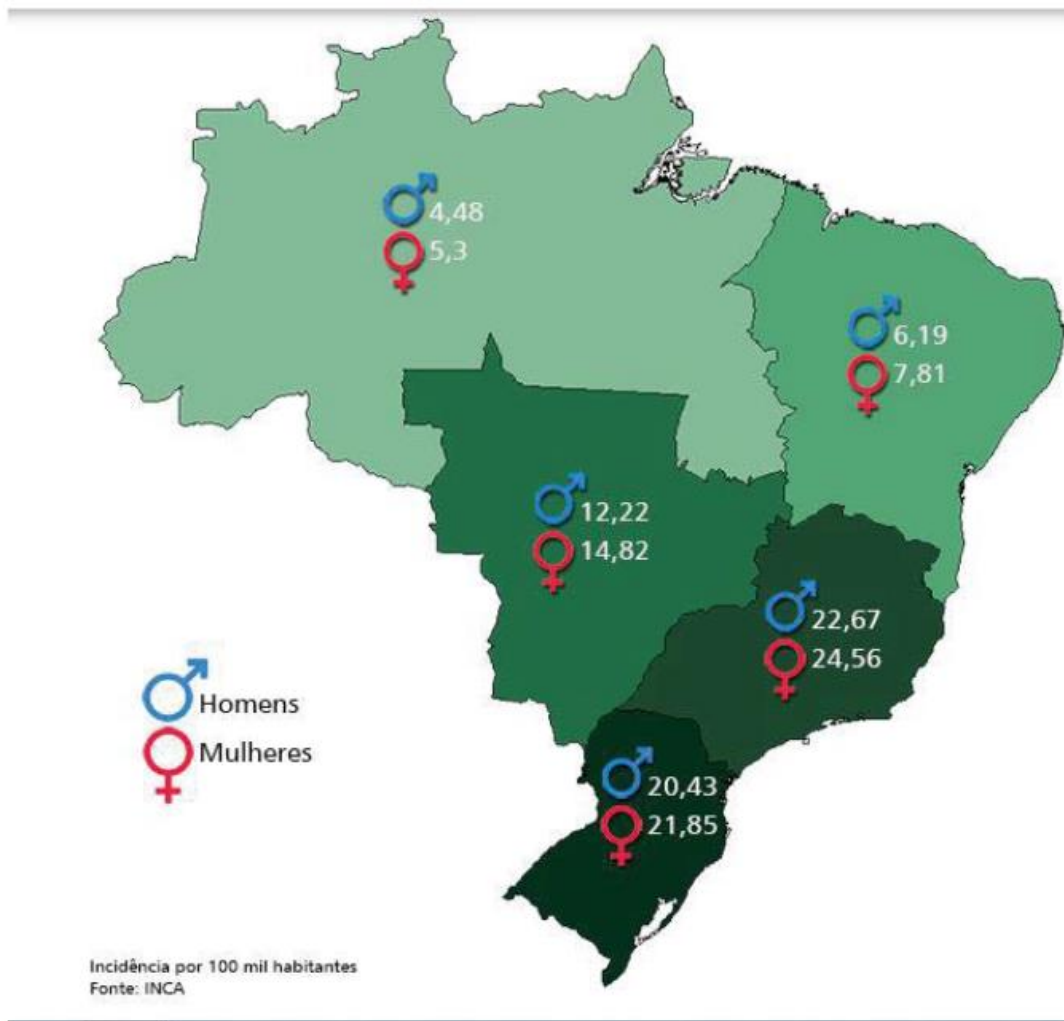 4,48
5,3
6,19
7,81
12,22
14,82
22,67
24,56
Homens
Mulheres
20,43
21,85
Incidência por 100 mil habitantes
Fonte: INCA